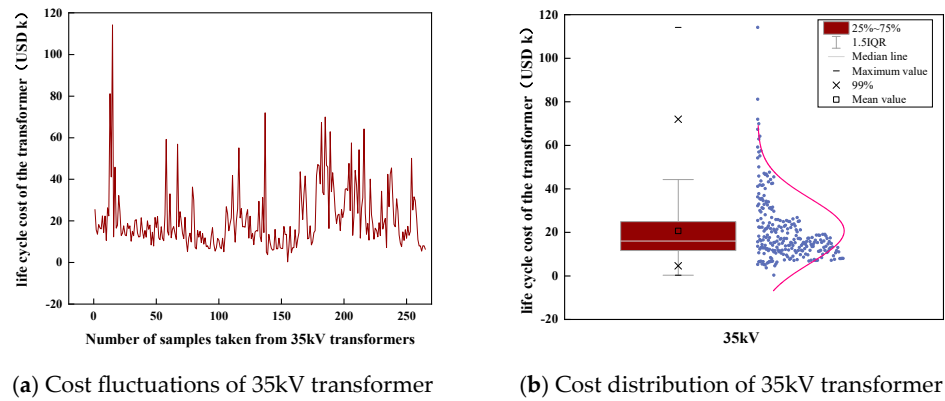 120
100
80
60
40
20
0
-20
life cycle cost of the transformer（USD k）
0
50
100
150
200
250
Number of samples taken from 35kV transformers
(a) Cost fluctuations of 35kV transformer
120
100
80
60
40
20
0
-20
life cycle cost of the transformer（USD k）
25%~75%
1.5IQR
Median line
Maximum value
99%
Mean value
35kV
(b) Cost distribution of 35kV transformer